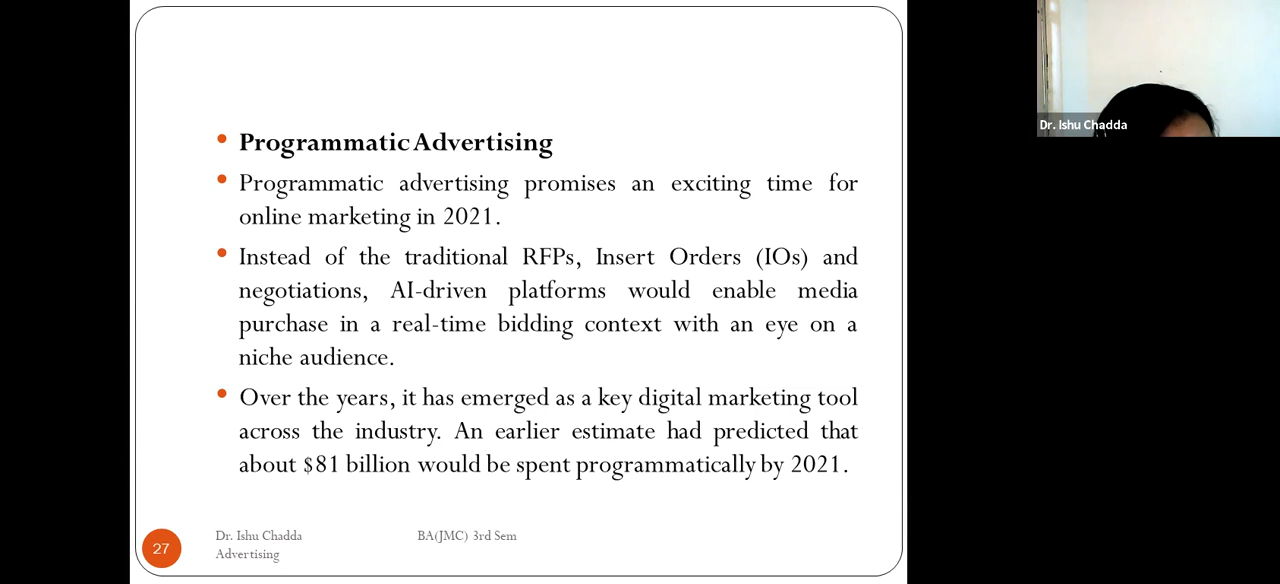 Programmatic Advertising
Programmatic advertising promises an exciting time for
online marketing in 2021.
Instead of the traditional RFPs, Insert Orders (IOs) and
negotiations, AI-driven platforms would enable media
purchase in a real-time bidding context with an eye on a
niche audience.
Over the years, it has emerged as a key digital marketing tool
across the industry. An earlier estimate had predicted that
about $81 billion would be spent programmatically by 2021.
27
Dr. Ishu Chadda BA(JMC) 3rd Sem
Advertising
Dr. Ishu Chadda